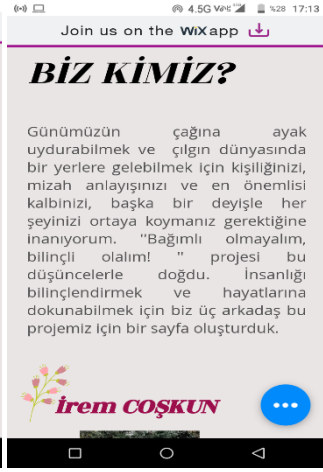 4.5G %28 17:13
Join us on the WiX app
BİZ KİMİZ?
Günümüzün çağına ayak
uydurabilmek ve çılgın dünyasında
bir yerlere gelebilmek için kişiliğinizi,
mizah anlayışınızı ve en önemlisi
kalbinizi, başka bir deyişle her
şeyinizi ortaya koymanız gerektiğine
inanıyorum. "Bağımlı olmayalım,
bilinçli olalım! " projesi bu
düşüncelerle doğdu. İnsanlığı
bilinçlendirmek ve hayatlarına
dokunabilmek için biz üç arkadaş bu
projemiz için bir sayfa oluşturduk.
İrem COŞKUN